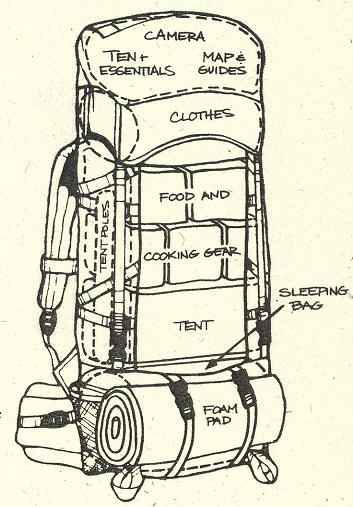 CAMERA
TEN +
ESSENTIALS
MAP &
GUIDES
CLOTHES
FOOD AND
COOKING GEAR
TENT POLES
TENT
SLEEPING
BAG
FOAM
PAD